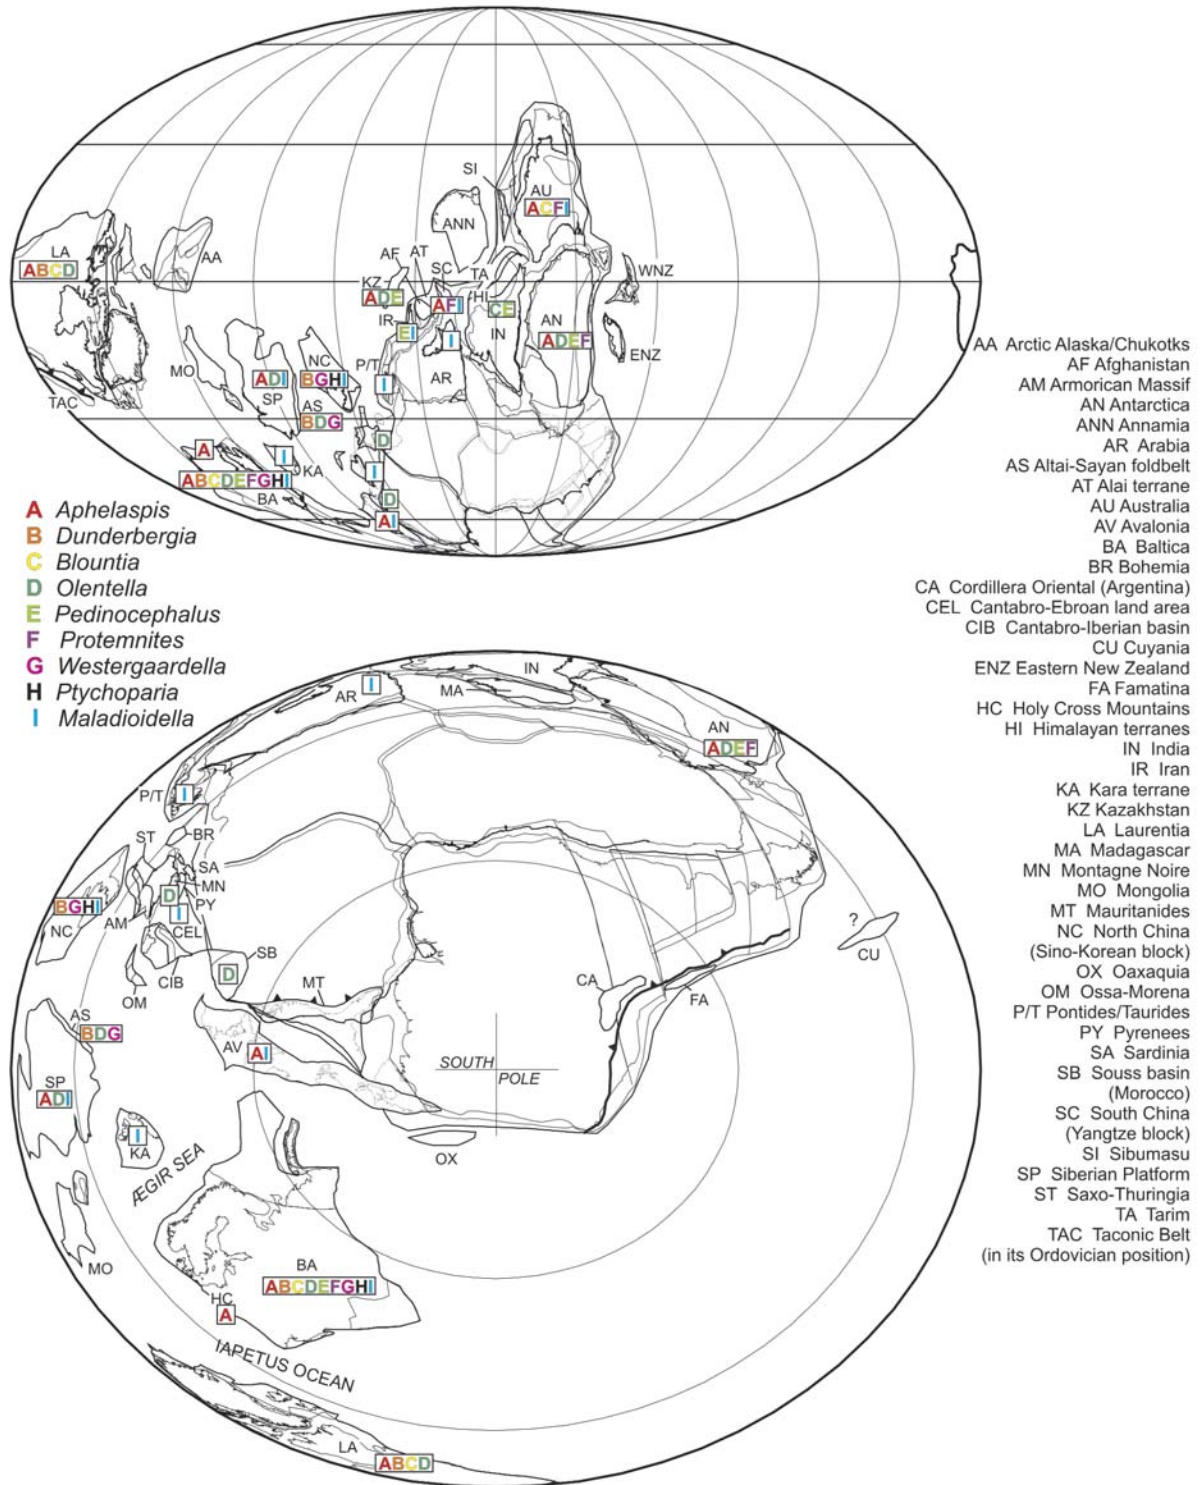 SI
AU
ACFI
ANN
LA
ABCD
AA
AF
AT
SC
TA
WNZ
KZ
ADE
AFI
HI
CE
IR
EI
I
IN
AN
ADEF
ENZ
MO
NC
P/T
AR
TAC
ADI
BGHI
I
SP
AS
BDG
D
A
I
KA
I
ABCDEFGHI
BA
D
AI
A Aphelaspis
B Dunderbergia
C Blountia
D Olentella
E Pedinocephalus
F Protemnites
G Westergaardella
H Ptychoparia
I Maladioidella
AA Arctic Alaska/Chukotks
AF Afghanistan
AM Armorican Massif
AN Antarctica
ANN Annamia
AR Arabia
AS Altai-Sayan foldbelt
AT Alai terrane
AU Australia
AV Avalonia
BA Baltica
BR Bohemia
CA Cordillera Oriental (Argentina)
CEL Cantabro-Ebroan land area
CIB Cantabro-Iberian basin
CU Cuyania
ENZ Eastern New Zealand
FA Famatina
HC Holy Cross Mountains
HI Himalayan terranes
IN India
IR Iran
KA Kara terrane
KZ Kazakhstan
LA Laurentia
MA Madagascar
MN Montagne Noire
MO Mongolia
MT Mauritanides
NC North China
(Sino-Korean block)
OX Oaxaquia
OM Ossa-Morena
P/T Pontides/Taurides
PY Pyrenees
SA Sardinia
SB Souss basin
(Morocco)
SC South China
(Yangtze block)
SI Sibumasu
SP Siberian Platform
ST Saxo-Thuringia
TA Tarim
TAC Taconic Belt
(in its Ordovician position)
IN
AR
I
MA
AN
ADEF
P/T
I
ST
BR
SA
MN
D
PY
BGHI
I
NC
AM
CEL
?
CU
SB
CIB
D
OM
MT
CA
FA
AS
BDG
AV
AI
SOUTH
POLE
SP
ADI
I
KA
OX
ÆGIR SEA
MO
BA
ABCDEFGHI
HC
A
IAPETUS OCEAN
LA
ABCD